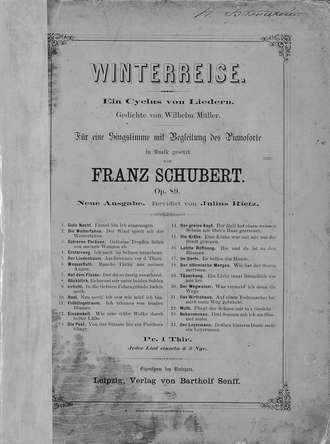 WINTERREISE.
Ein Cyclus von Liedern.
Gedichte von Wilhelm Müller.
Für eine Singstimme mit Begleitung des Pianoforte
in Musik gesetzt
von
FRANZ SCHUBERT.
Op. 89.
Neue Ausgabe. Revidirt von Julius Rietz.
1. Gute Nacht. Fremd bin ich eingezogen.
2. Die Wetterfahne. Der Wind spielt mit der
Wetterfahne.
3. Gefrorne Thränen. Gefrorne Tropfen fallen
von meinen Wangen ab.
4. Erstarrung. Ich such' im Schnee vergebens.
5. Der Lindenbaum. Am Brunnen vor d. Thore.
6. Wasserfluth. Manche Thrän' aus meinen
Augen.
7. Auf dem Flusse. Der du so lustig rauschtest.
8. Rückblick. Es brennt mir unter beiden Sohlen.
9. Irrlicht. In die tiefsten Felsengründe lockte
mich.
10. Rast. Nun merk' ich erst wie müd' ich bin.
11. Frühlingstraum. Ich träumte von bunten
Blumen.
12. Einsamkeit. Wie eine trübe Wolke durch
heitre Lüfte.
13. Die Post. Von der Strasse her ein Posthorn
klingt.
14. Der greise Kopf. Der Reif hat einen weissen
Schein mir über's Haar gestreuet.
15. Die Krähe. Eine Krähe war mit mir aus der
Stadt gezogen.
16. Letzte Hoffnung. Hie und da ist an den
Bäumen.
17. Im Dorfe. Es bellen die Hunde.
18. Der stürmische Morgen. Wie hat der Sturm
zerrissen.
19. Täuschung. Ein Licht tanzt freundlich vor
mir her.
20. Der Wegweiser. Was vermeid' ich denn die
Wege.
21. Das Wirthshaus. Auf einen Todtenacker hat
mich mein Weg gebracht.
22. Muth. Fliegt der Schnee mir in's Gesicht.
23. Nebensonnen. Drei Sonnen sah ich am Himmel
stehn.
24. Der Leyermann. Drüben hinterm Dorfe steht
ein Leyermann.
Pr. 1 Thlr.
Jedes Lied einzeln à 5 Ngr.
Eigenthum des Verlegers.
Leipzig, Verlag von Bartholf Senff.